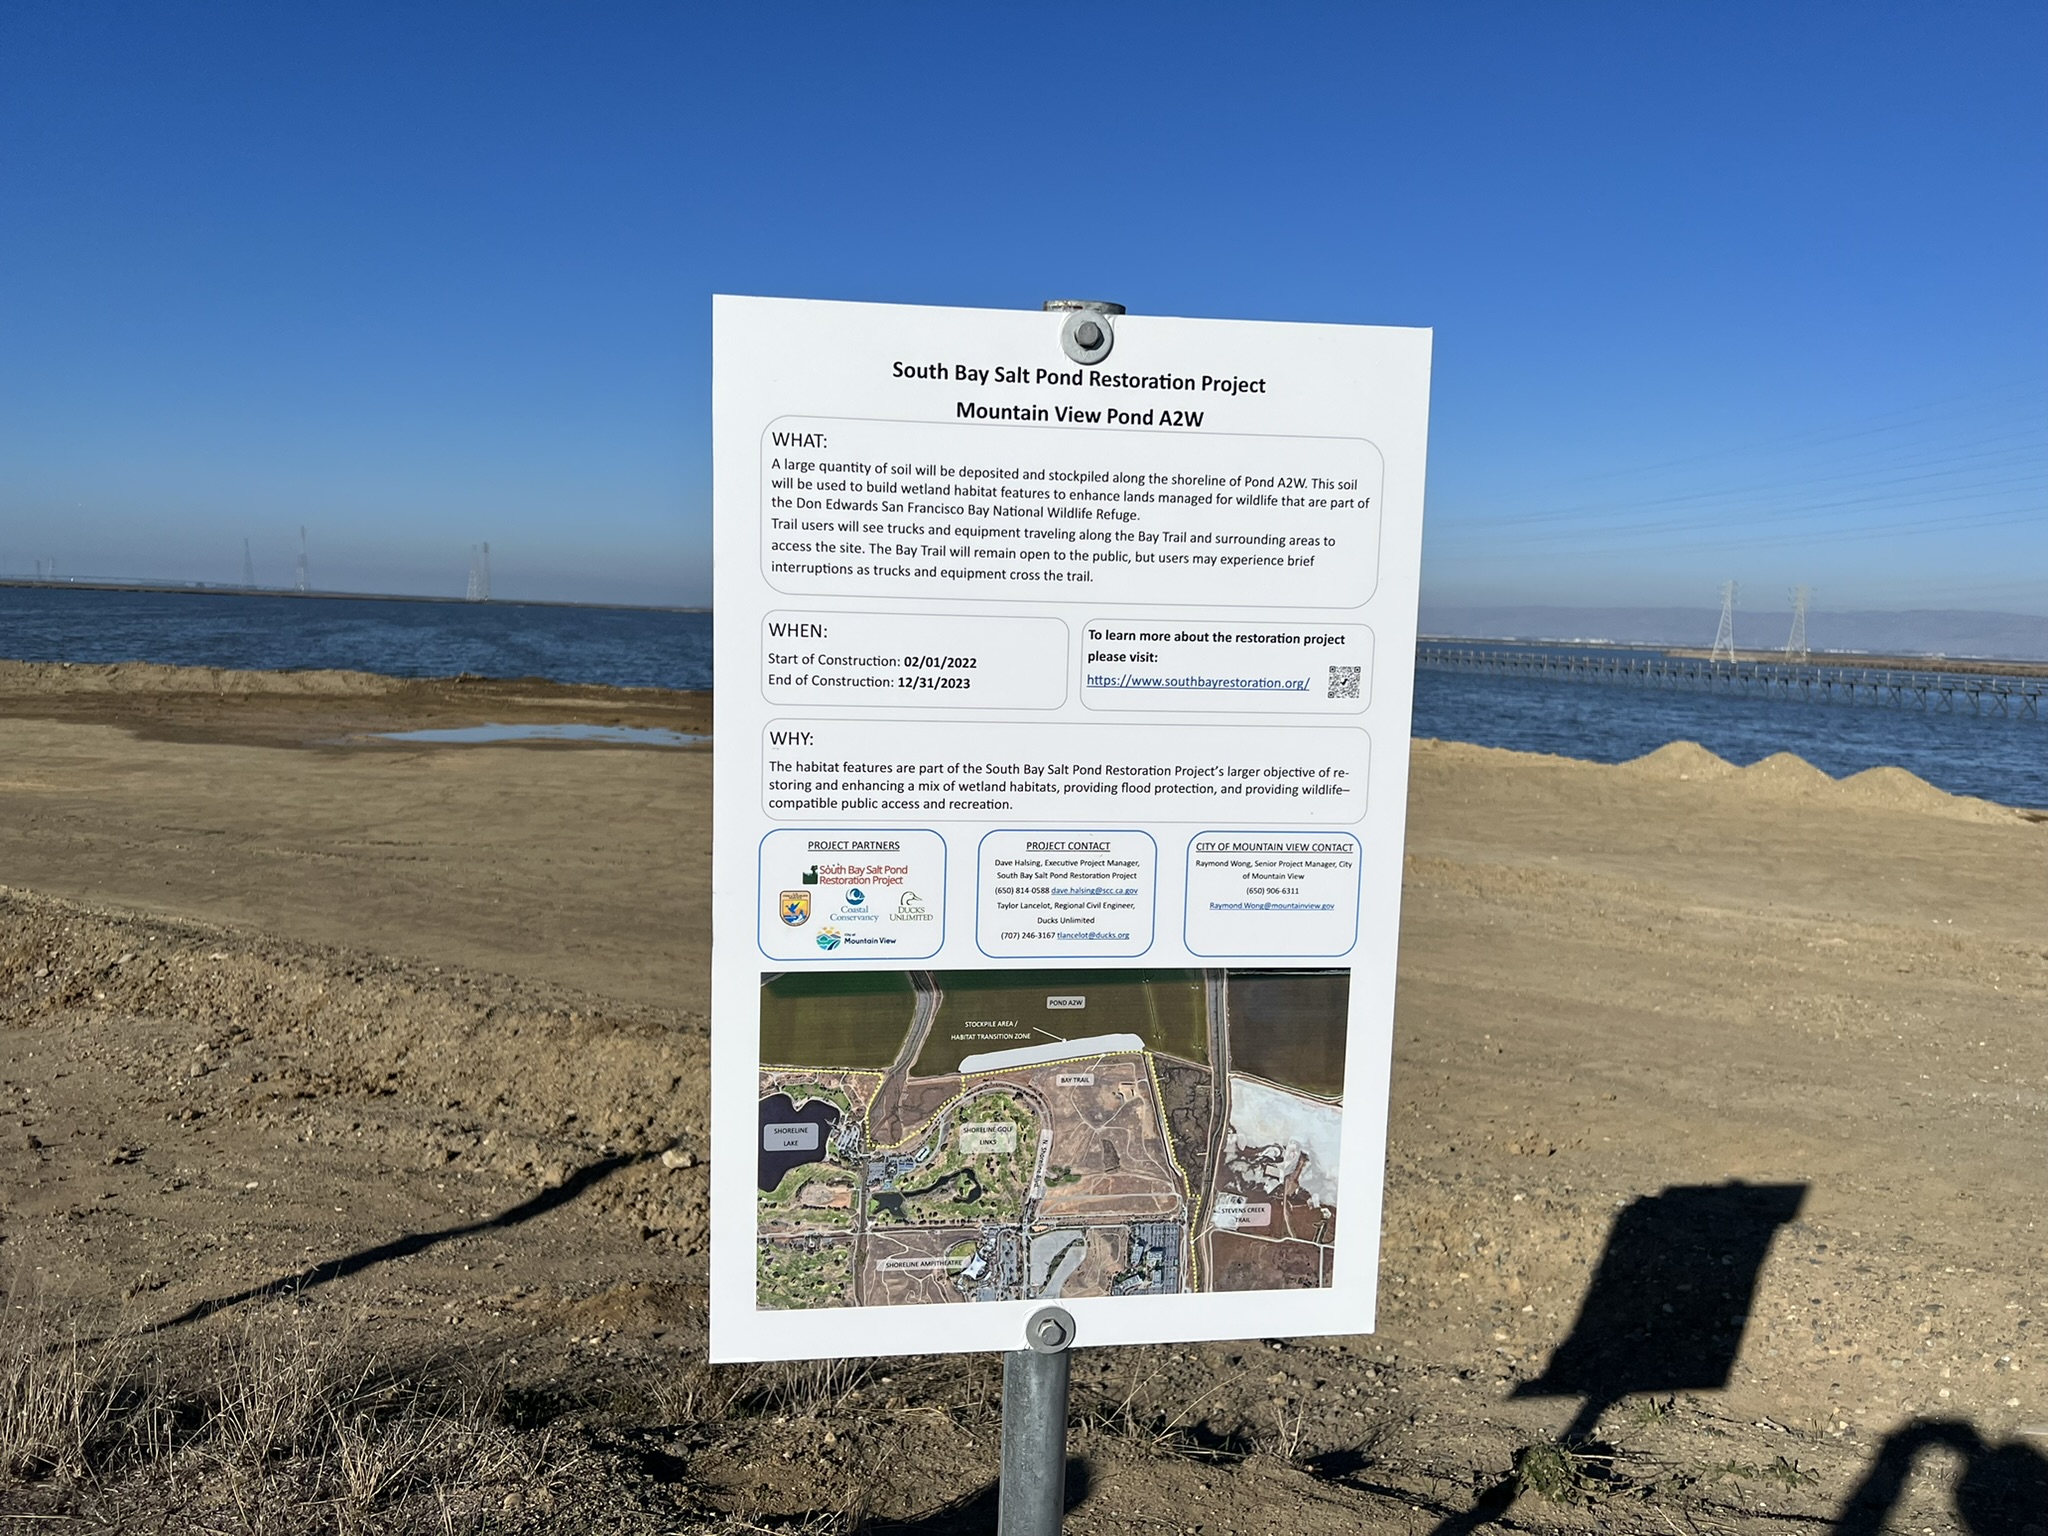 South Bay Salt Pond Restoration Project
Mountain View Pond A2W
WHAT:
A large quantity of soil will be deposited and stockpiled along the shoreline of Pond A2W. This soil
will be used to build wetland habitat features to enhance lands managed for wildlife that are part of
the Don Edwards San Francisco Bay National Wildlife Refuge.
Trail users will see trucks and equipment traveling along the Bay Trail and surrounding areas to
access the site. The Bay Trail will remain open to the public, but users may experience brief
interruptions as trucks and equipment cross the trail.
WHEN:
Start of Construction: 02/01/2022
End of Construction: 12/31/2023
To learn more about the restoration project
please visit:
https://www.southbayrestoration.org/
WHY:
The habitat features are part of the South Bay Salt Pond Restoration Project's larger objective of re-
storing and enhancing a mix of wetland habitats, providing flood protection, and providing wildlife–
compatible public access and recreation.
PROJECT PARTNERS
South Bay Salt Pond
Restoration Project
Coastal
Conservancy
DUCKS
UNLIMITED
City of
Mountain View
PROJECT CONTACT
Dave Halsing, Executive Project Manager,
South Bay Salt Pond Restoration Project
(650) 814-0588 dave.halsing@scc.ca.gov
Taylor Lancelot, Regional Civil Engineer,
Ducks Unlimited
(707) 246-3167 tlancelot@ducks.org
CITY OF MOUNTAIN VIEW CONTACT
Raymond Wong, Senior Project Manager, City
of Mountain View
(650) 906-6311
Raymond.Wong@mountainview.gov
POND A2W
STOCKPILE AREA /
HABITAT TRANSITION ZONE
BAY TRAIL
SHORELINE
LAKE
SHORELINE GOLF
LINKS
N. Shoreline
STEVENS CREEK
TRAIL
SHORELINE AMPITHEATRE